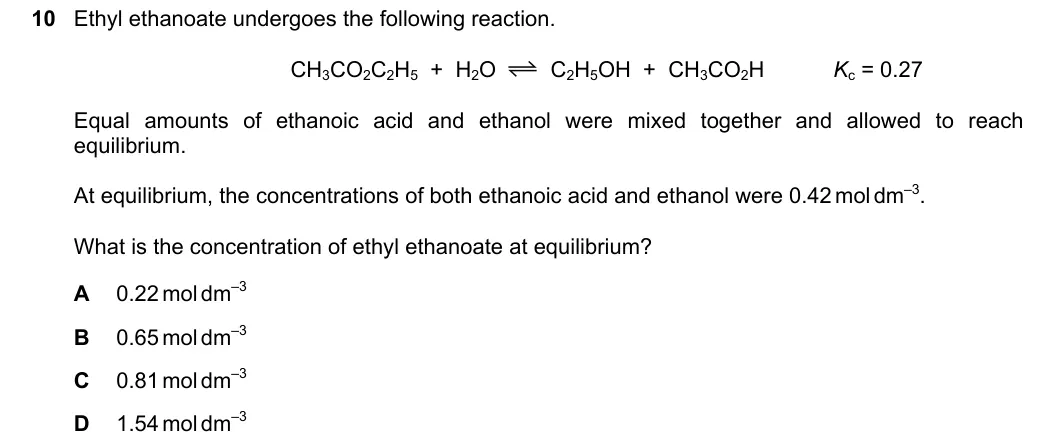 10 Ethyl ethanoate undergoes the following reaction.
CH₃CO₂C₂H₅ + H₂O ⇌ C₂H₅OH + CH₃CO₂H Kc = 0.27
Equal amounts of ethanoic acid and ethanol were mixed together and allowed to reach
equilibrium.
At equilibrium, the concentrations of both ethanoic acid and ethanol were 0.42 mol dm⁻³.
What is the concentration of ethyl ethanoate at equilibrium?
A 0.22 mol dm⁻³
B 0.65 mol dm⁻³
C 0.81 mol dm⁻³
D 1.54 mol dm⁻³